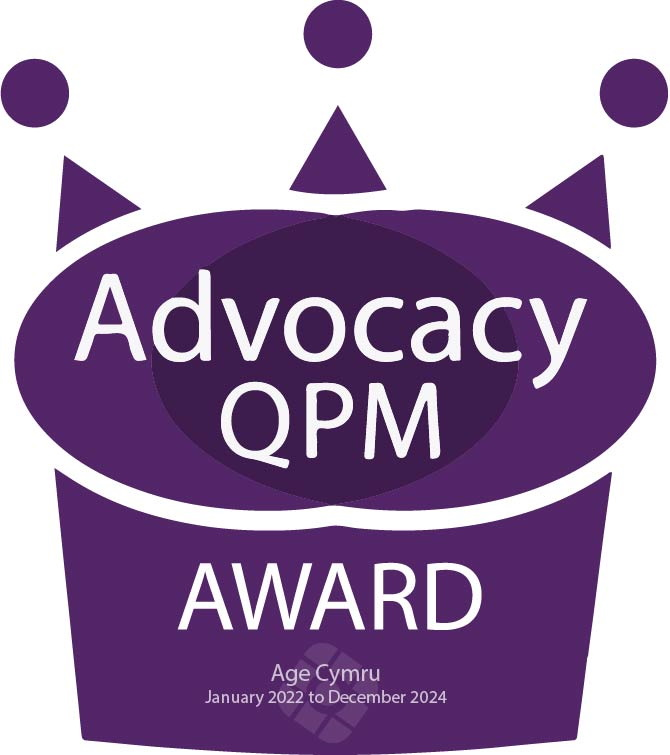 Advocacy
QPM
AWARD
Age Cymru
January 2022 to December 2024